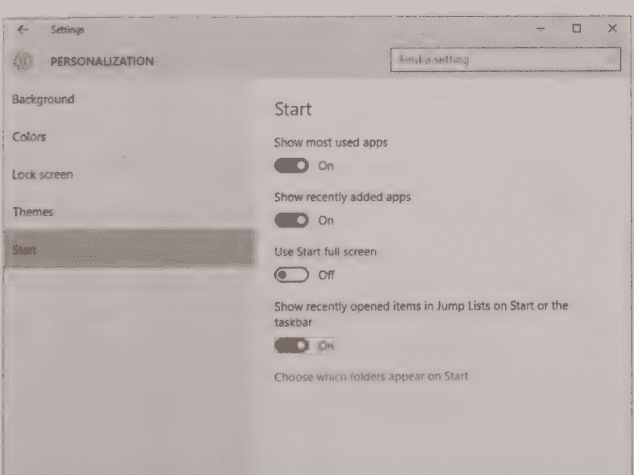 Settings
PERSONALIZATION
Find a setting
Background
Colors
Lock screen
Themes
Start
Start
Show most used apps
On
Show recently added apps
On
Use Start full screen
Off
Show recently opened items in Jump Lists on Start or the
taskbar
On
Choose which folders appear on Start